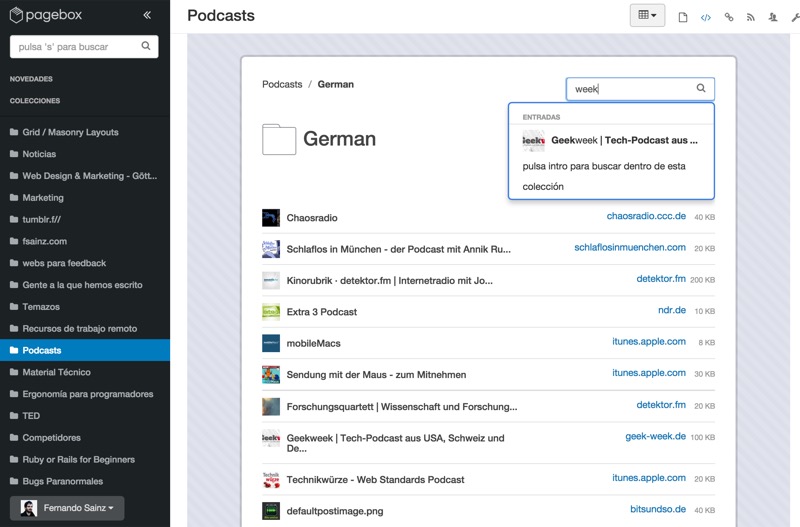 pagebox
pulsa 's' para buscar
NOVEDADES
COLECCIONES
Grid / Masonry Layouts
Noticias
Web Design & Marketing - Gött...
Marketing
tumblr.f///
fsainz.com
webs para feedback
Gente a la que hemos escrito
Temazos
Recursos de trabajo remoto
Podcasts
Material Técnico
Ergonomía para programadores
TED
Competidores
Ruby or Rails for Beginners
Bugs Paranormales
Fernando Sainz
Podcasts
Podcasts / German
week
ENTRADAS
Geekweek | Tech-Podcast aus ...
pulsa intro para buscar dentro de esta
colección
German
Chaosradio chaosradio.ccc.de 40 KB
Schlaflos in München - der Podcast mit Annik Ru... schlaflosinmuenchen.com 20 KB
Kinorubrik · detektor.fm | Internetradio mit Jo... detektor.fm 200 KB
Extra 3 Podcast ndr.de 10 KB
mobileMacs itunes.apple.com 8 KB
Sendung mit der Maus - zum Mitnehmen itunes.apple.com 30 KB
Forschungsquartett | Wissenschaft und Forschung... detektor.fm 20 KB
Geekweek | Tech-Podcast aus USA, Schweiz und geek-week.de 100 KB
De...
Technikwürze - Web Standards Podcast itunes.apple.com 20 KB
defaultpostimage.png bitsundso.de 40 KB